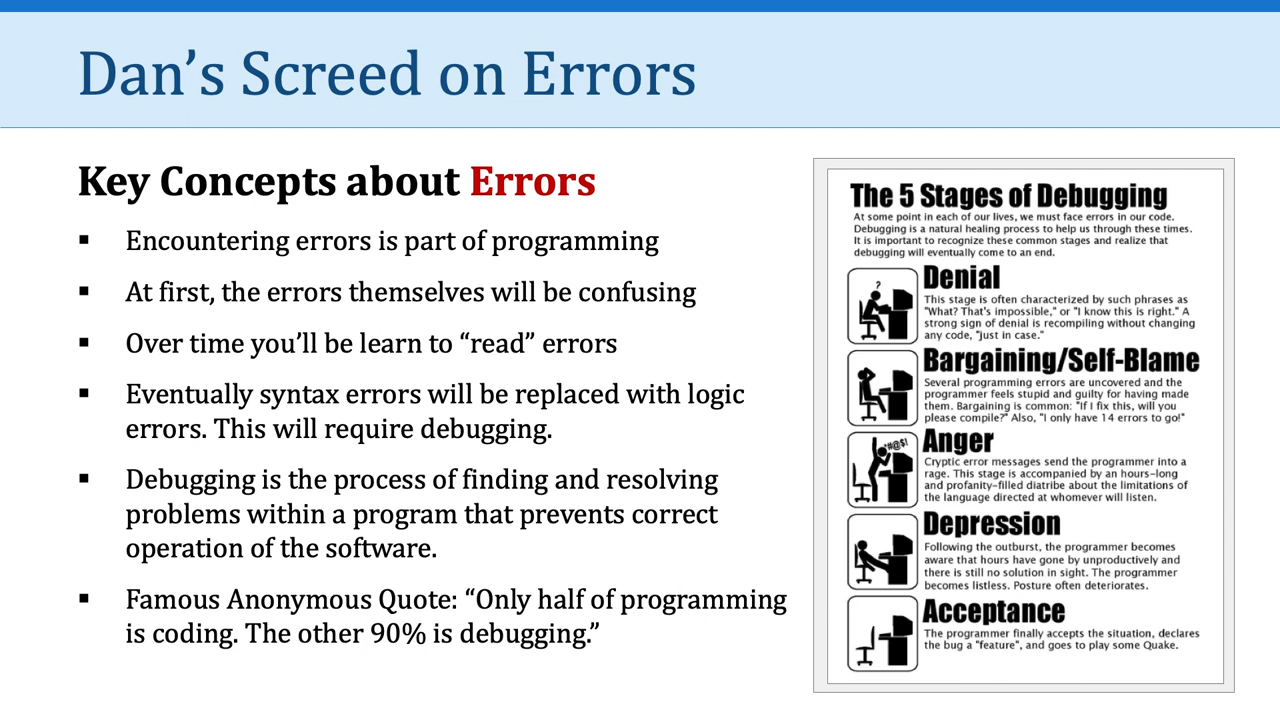 Dan’s Screed on Errors
Key Concepts about Errors
▪ Encountering errors is part of programming
▪ At first, the errors themselves will be confusing
▪ Over time you’ll be learn to “read” errors
▪ Eventually syntax errors will be replaced with logic
errors. This will require debugging.
▪ Debugging is the process of finding and resolving
problems within a program that prevents correct
operation of the software.
▪ Famous Anonymous Quote: “Only half of programming
is coding. The other 90% is debugging.”
The 5 Stages of Debugging
At some point in each of our lives, we must face errors in our code.
Debugging is a natural healing process to help us through these times.
It is important to recognize these common stages and realize that
debugging will eventually come to an end.
?
Denial
This stage is often characterized by such phrases as
"What? That's impossible," or "I know this is right." A
strong sign of denial is recompiling without changing
any code, "just in case."
Bargaining/Self-Blame
Several programming errors are uncovered and the
programmer feels stupid and guilty for having made
them. Bargaining is common: "If I fix this, will you
please compile?" Also, "I only have 14 errors to go!"
*#@$!
Anger
Cryptic error messages send the programmer into a
rage. This stage is accompanied by an hours-long
and profanity-filled diatribe about the limitations of
the language directed at whomever will listen.
Depression
Following the outburst, the programmer becomes
aware that hours have gone by unproductively and
there is still no solution in sight. The programmer
becomes listless. Posture often deteriorates.
Acceptance
The programmer finally accepts the situation, declares
the bug a "feature", and goes to play some Quake.